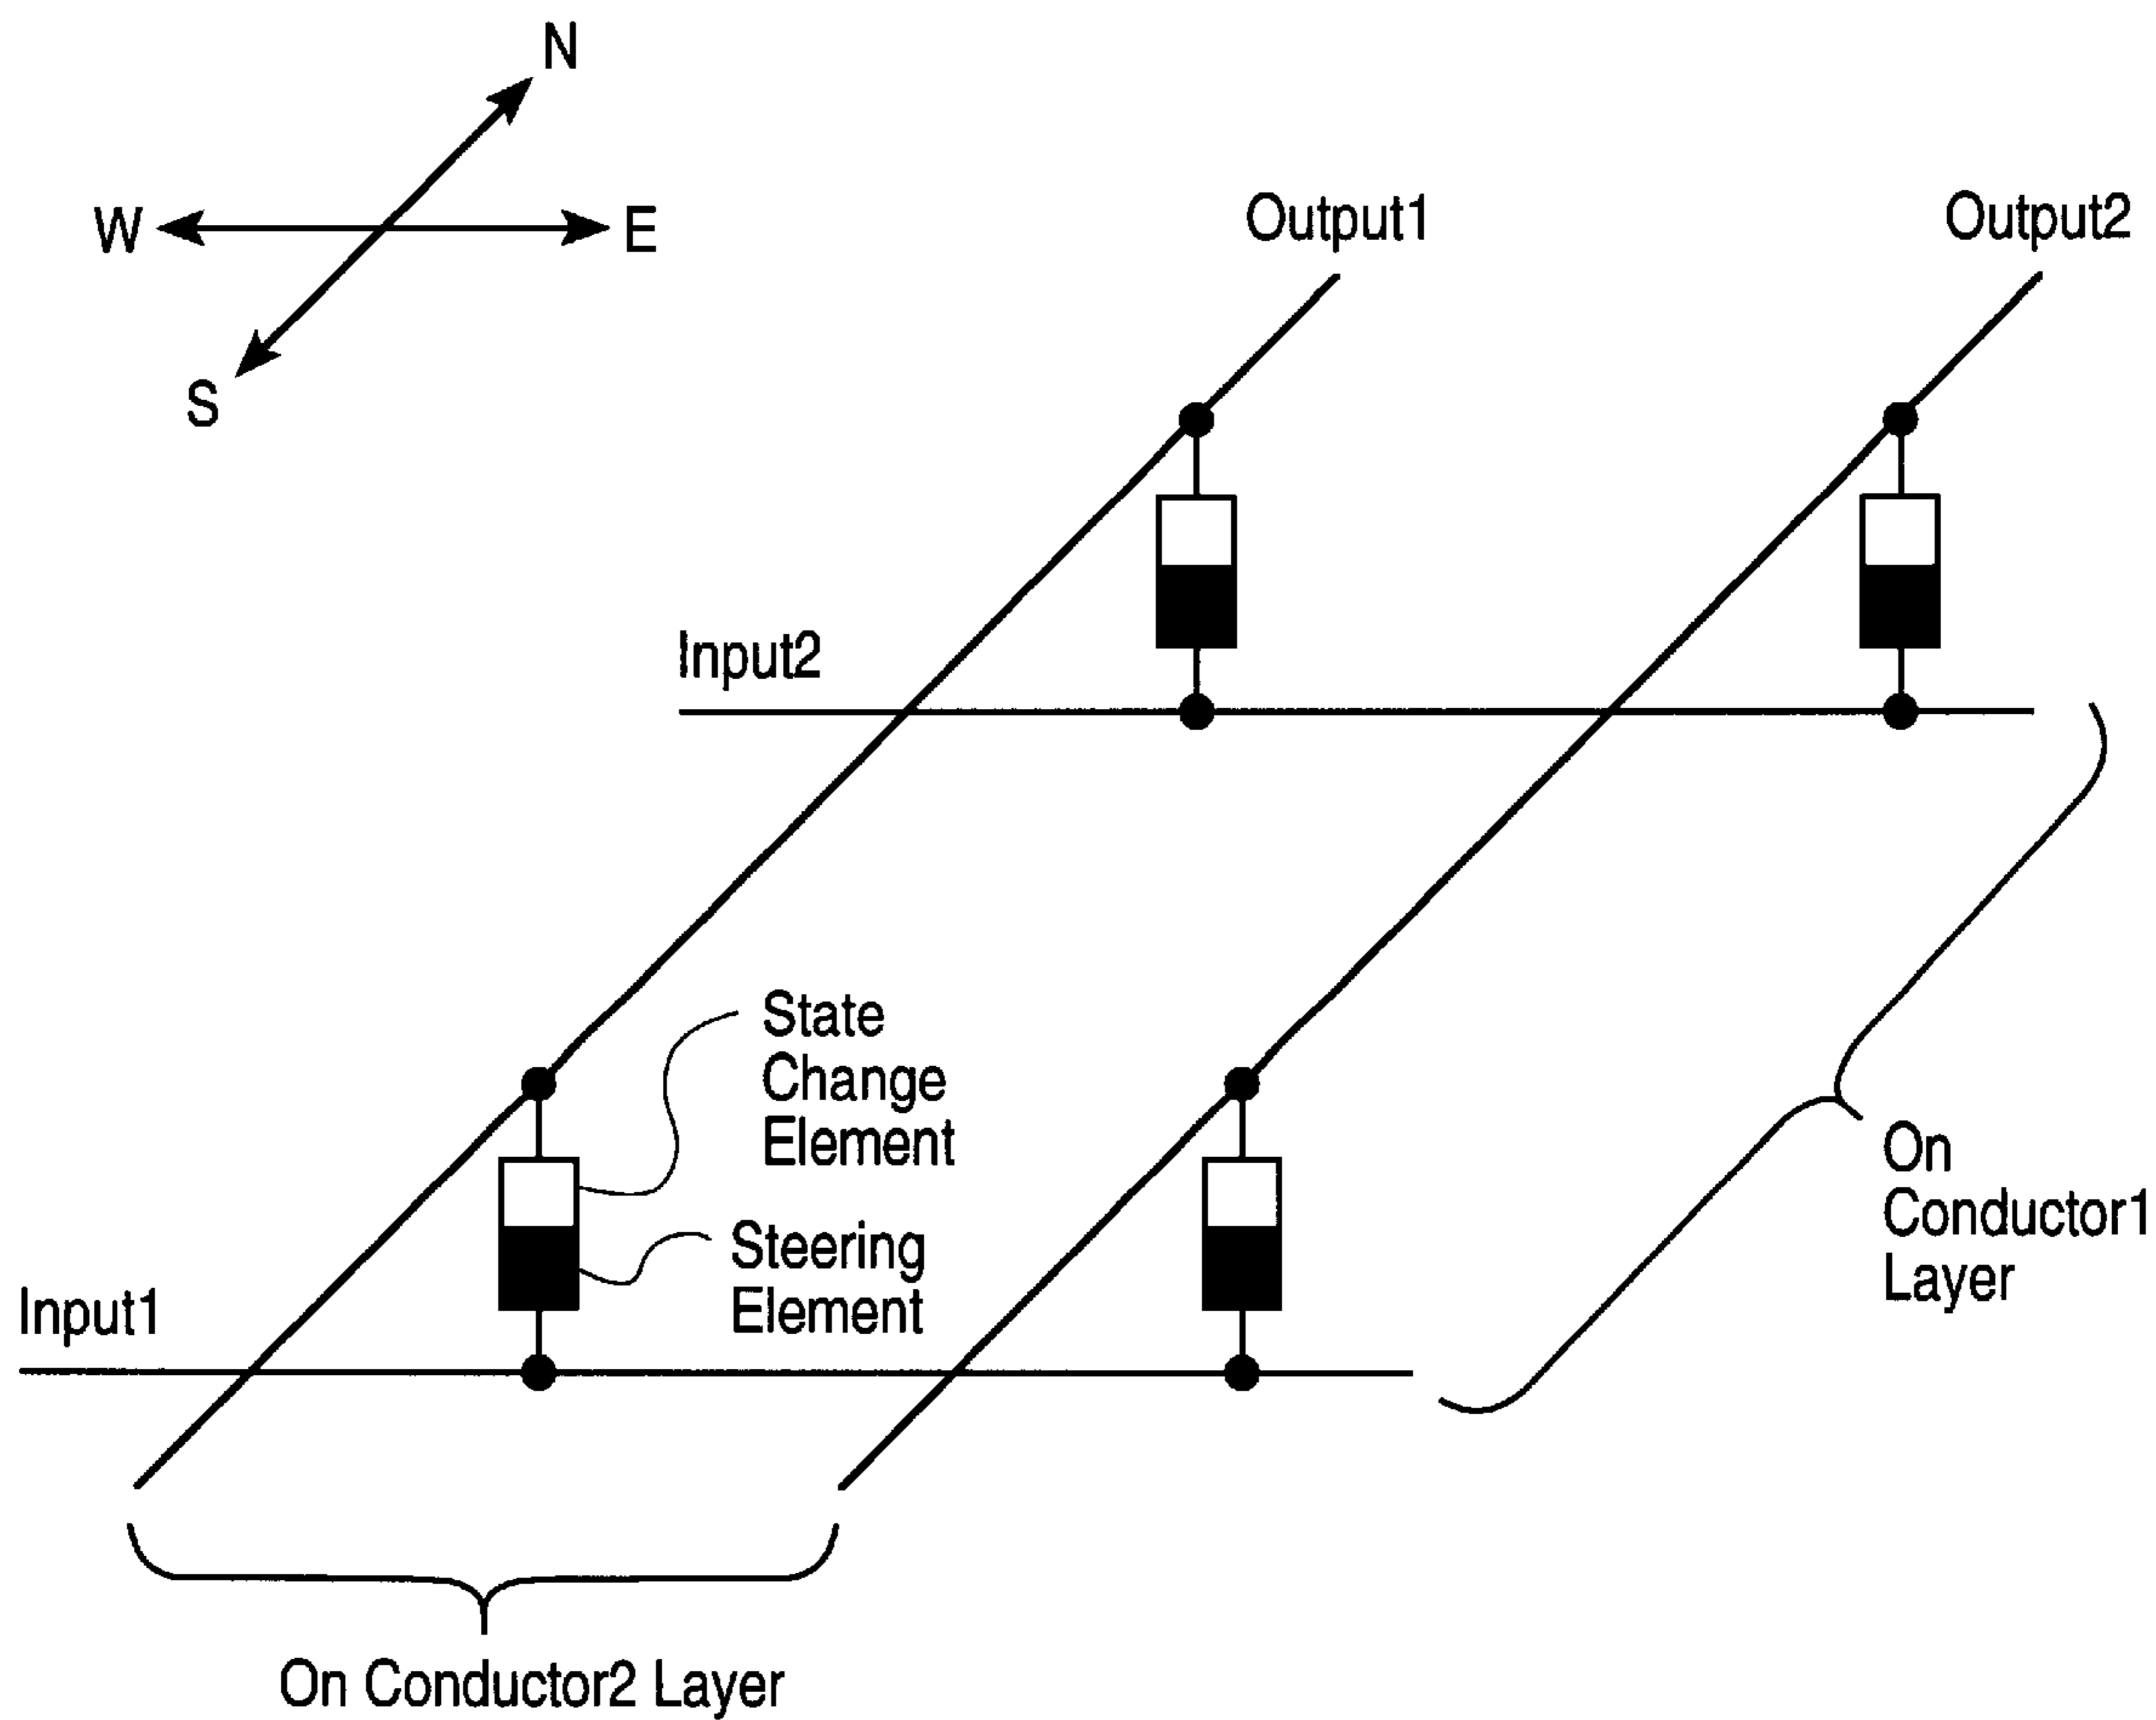 N
W
E
S
Output1
Output2
Input2
State
Change
Element
Steering
Element
Input1
On
Conductor1
Layer
On Conductor2 Layer